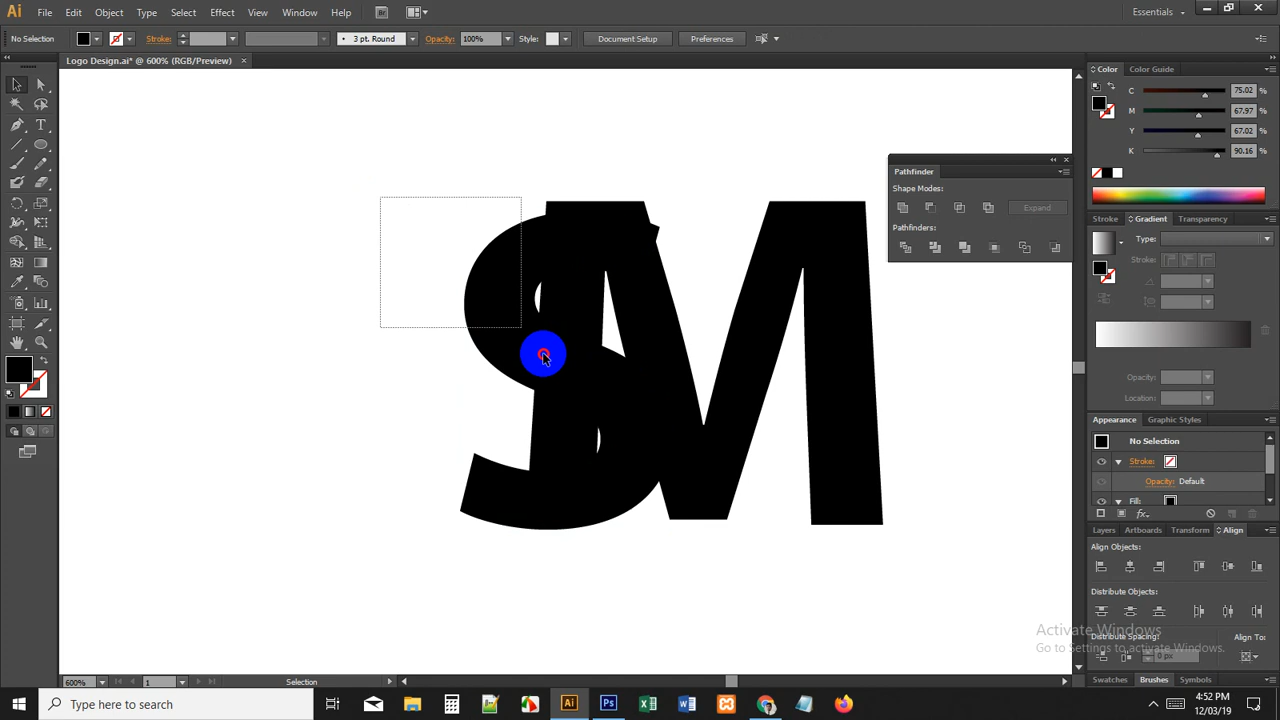 Ai File Edit Object Type Select Effect View Window Help Br Essentials
No Selection Stroke: 3 pt. Round Opacity: 100% Style: Document Setup Preferences
Logo Design.ai* @ 600% (RGB/Preview)
Color Color Guide
C 75.02 %
M 67.97 %
Y 67.02 %
K 90.16 %
Pathfinder
Shape Modes:
Expand
Pathfinders:
Stroke Gradient Transparency
Type:
Stroke:
Opacity:
Location:
SM
Appearance Graphic Styles
No Selection
Stroke:
Opacity: Default
Fill:
Layers Artboards Transform Align
Align Objects:
Distribute Objects:
Distribute Spacing: Align To:
0 px
Activate Windows
Go to Settings to activate Windows.
Swatches Brushes Symbols
600% 1 Selection
Type here to search
4:52 PM
12/03/19